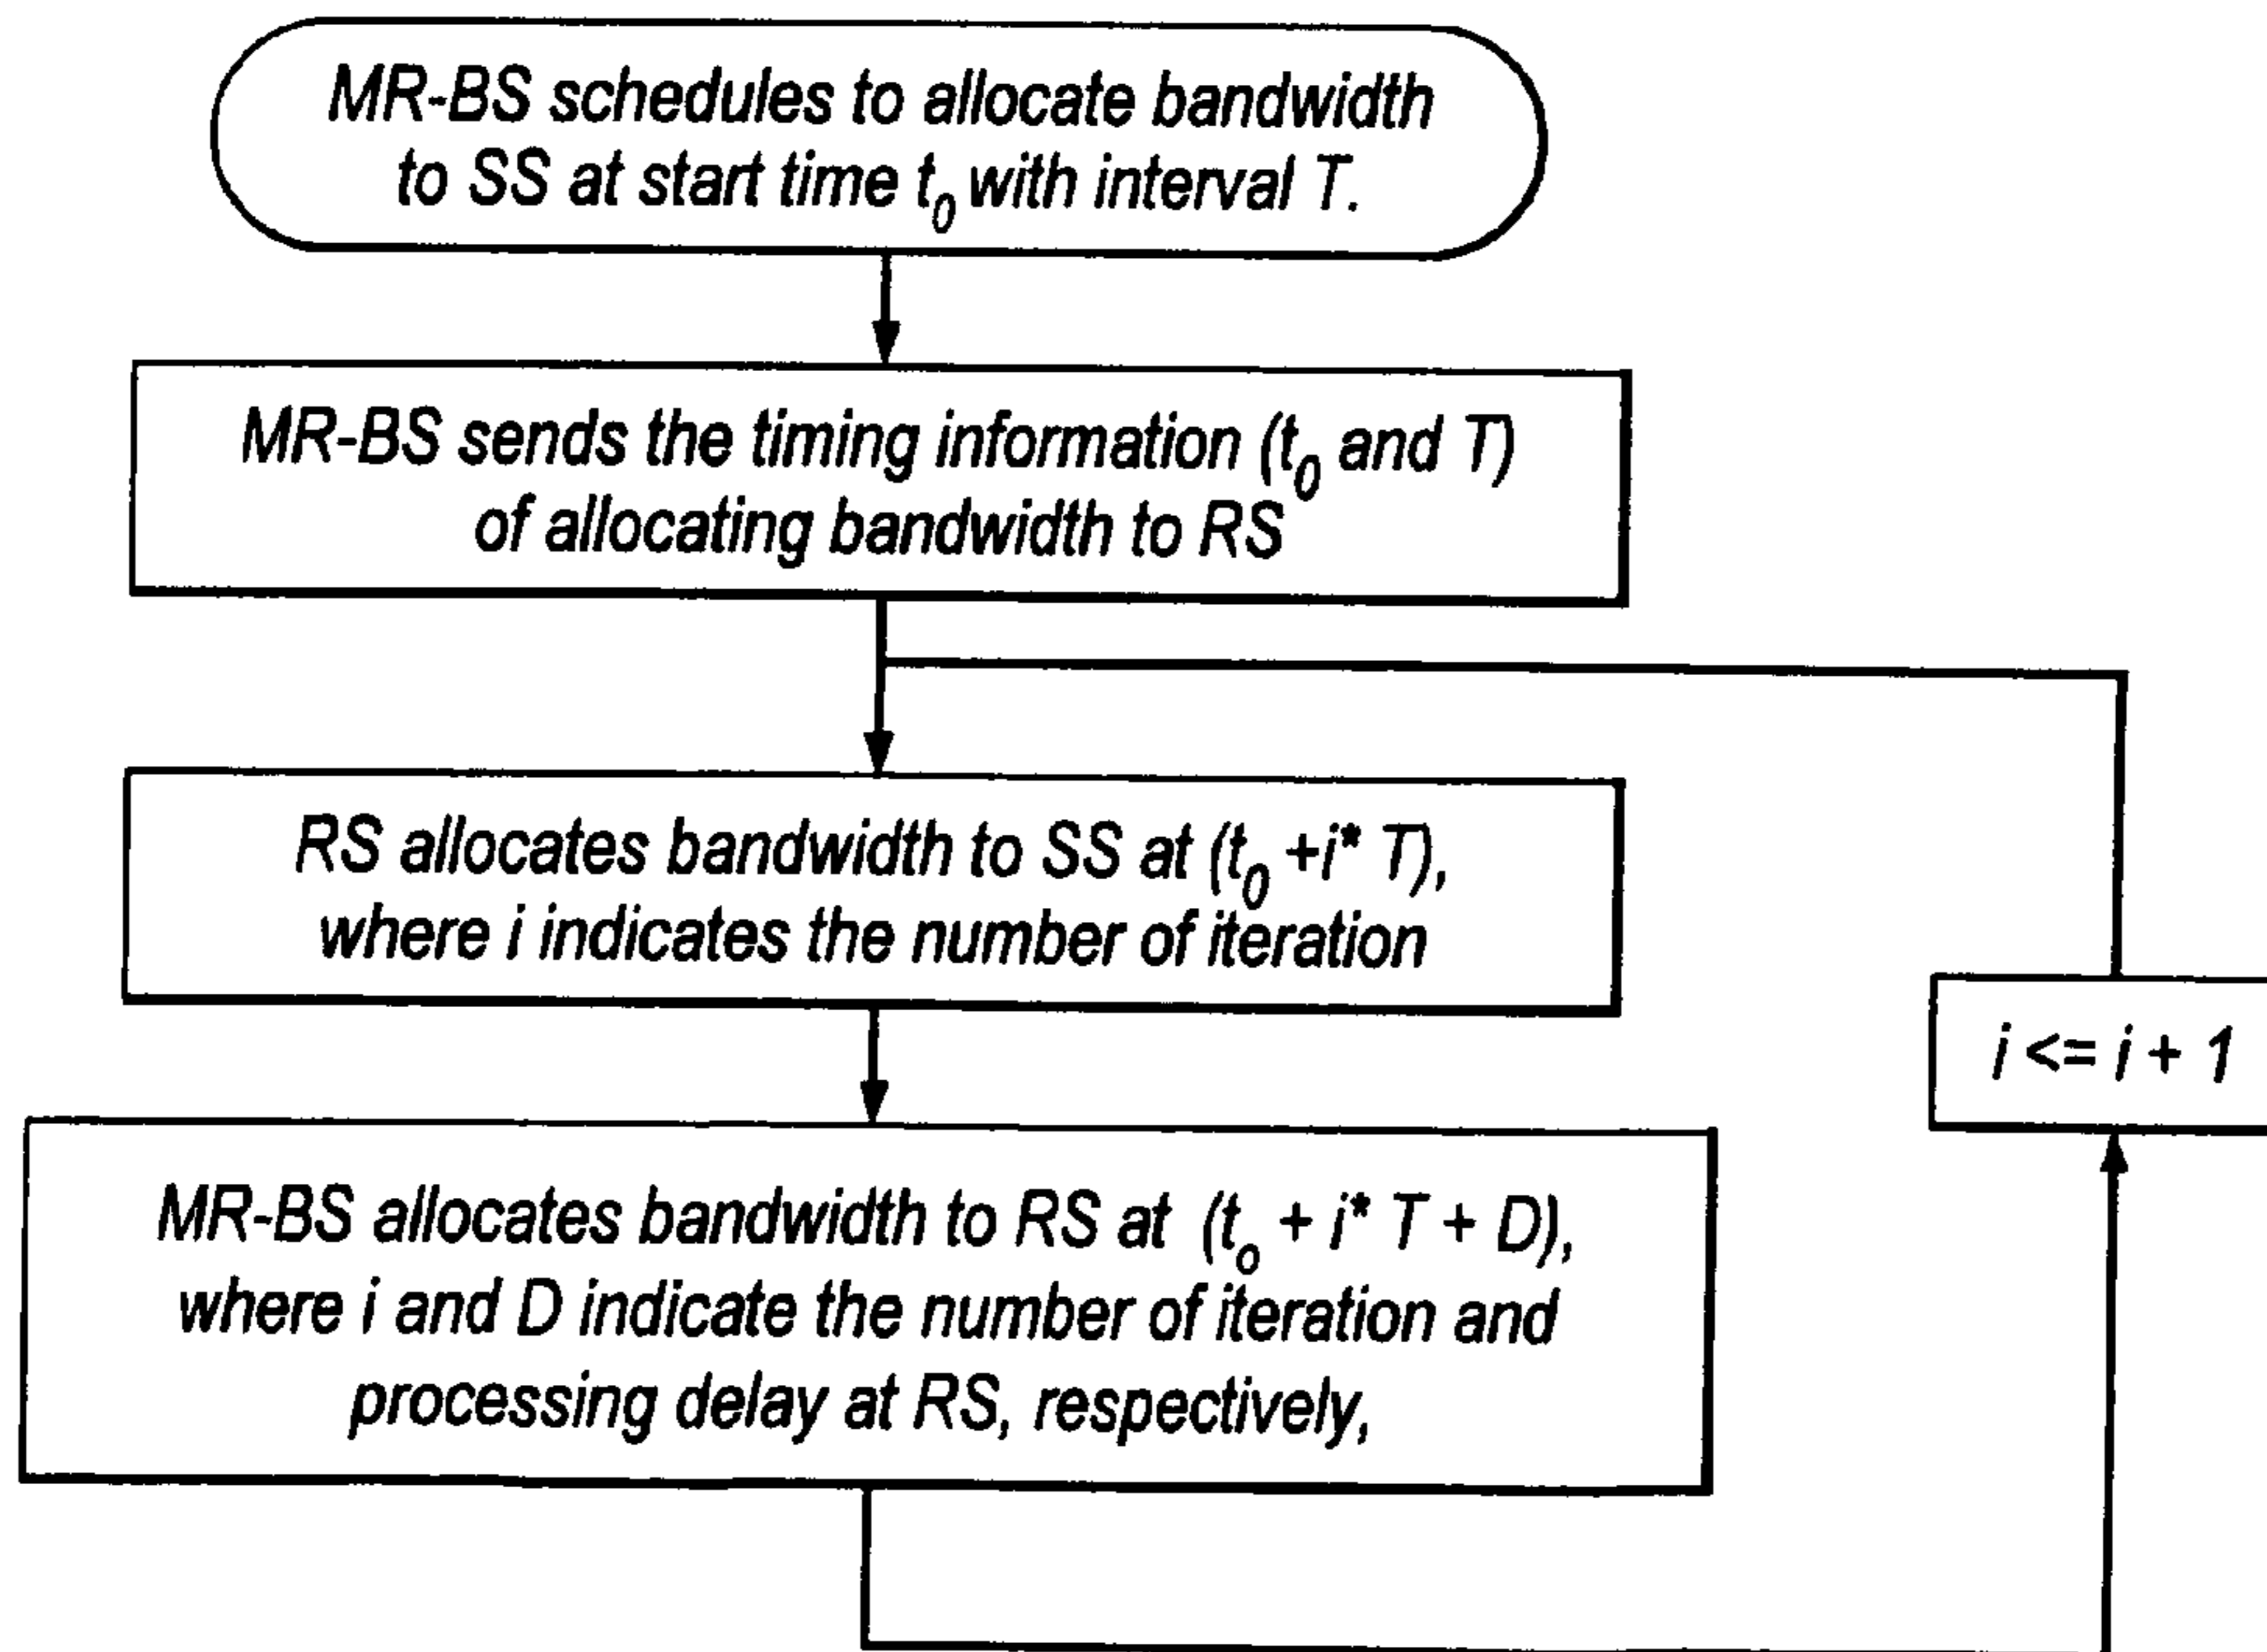 MR-BS schedules to allocate bandwidth
to SS at start time t₀ with interval T.
MR-BS sends the timing information (t₀ and T)
of allocating bandwidth to RS
RS allocates bandwidth to SS at (t₀ +i* T),
where i indicates the number of iteration
i <= i + 1
MR-BS allocates bandwidth to RS at (tₒ + i* T + D),
where i and D indicate the number of iteration and
processing delay at RS, respectively,